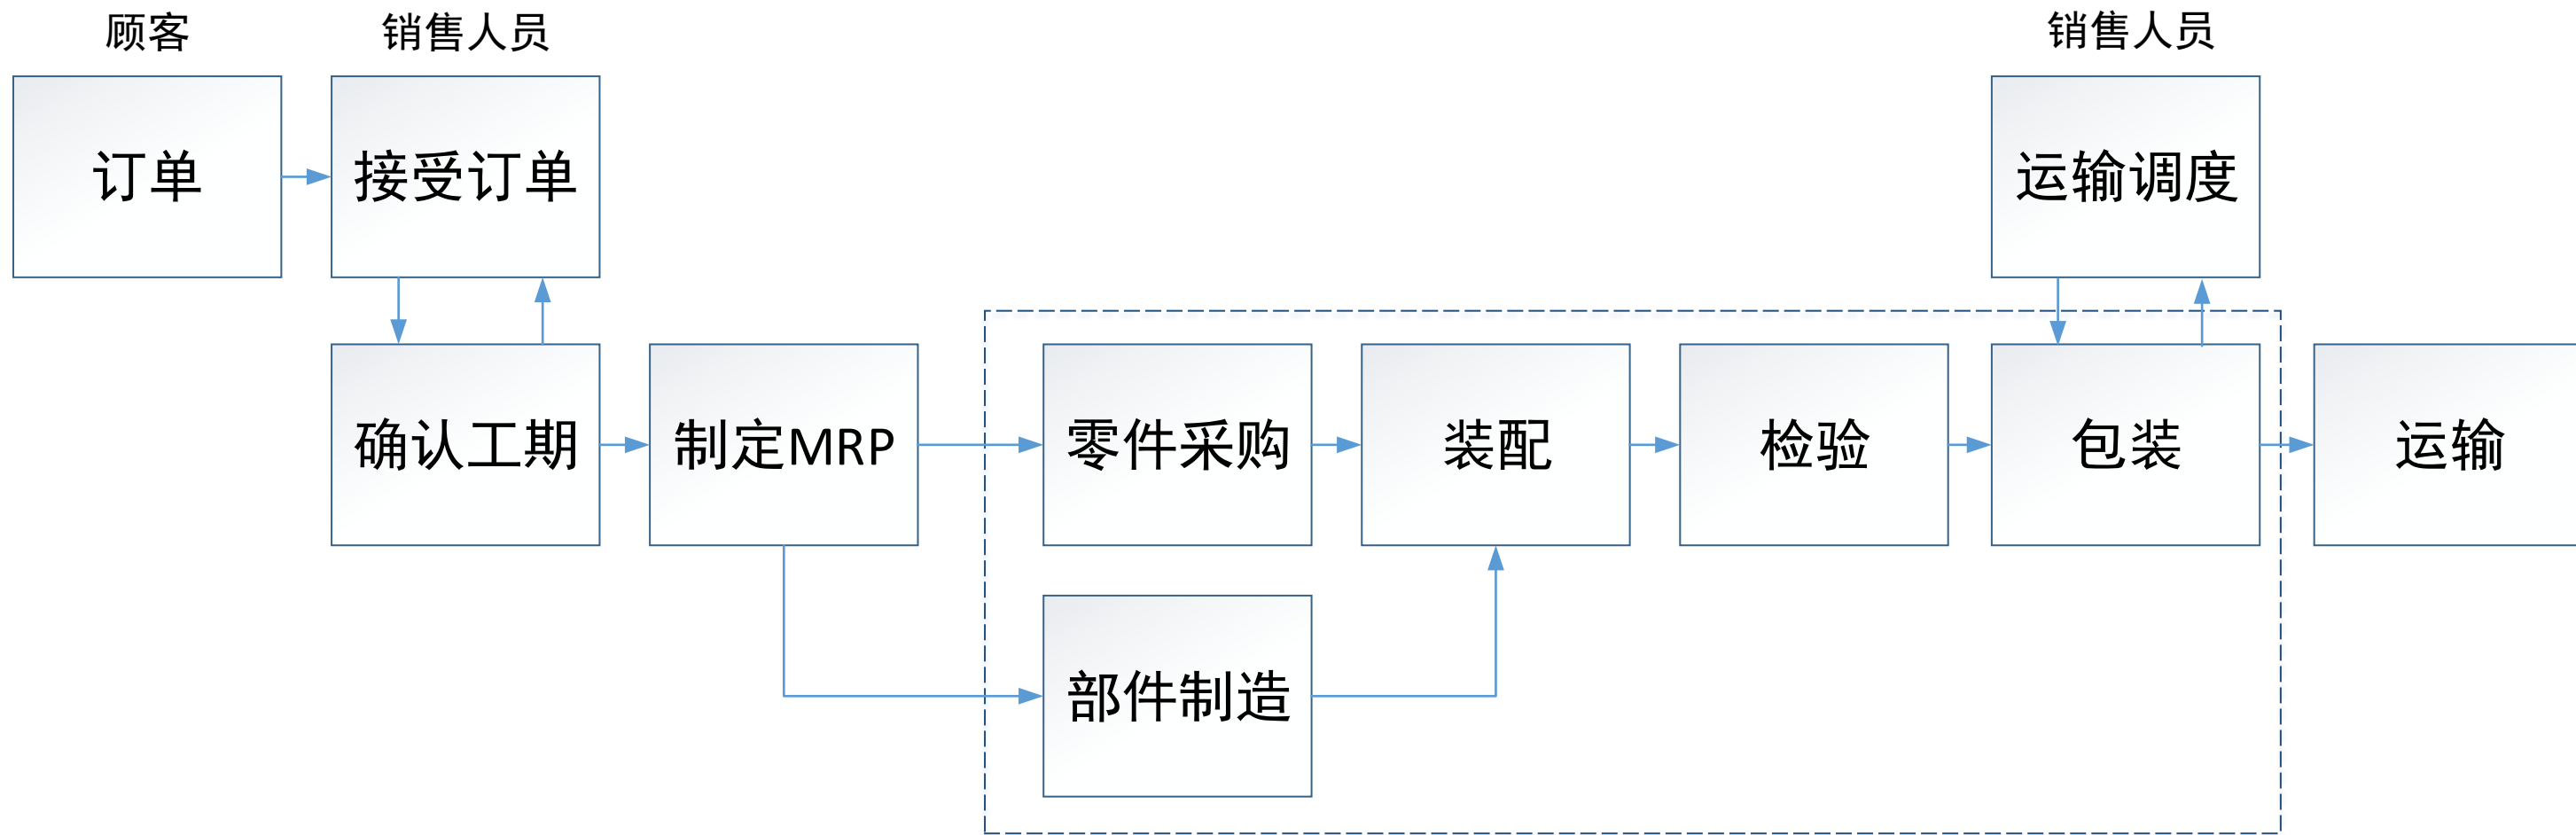 顾客
销售人员
销售人员
订单
接受订单
运输调度
确认工期
制定MRP
零件采购
装配
检验
包装
运输
部件制造